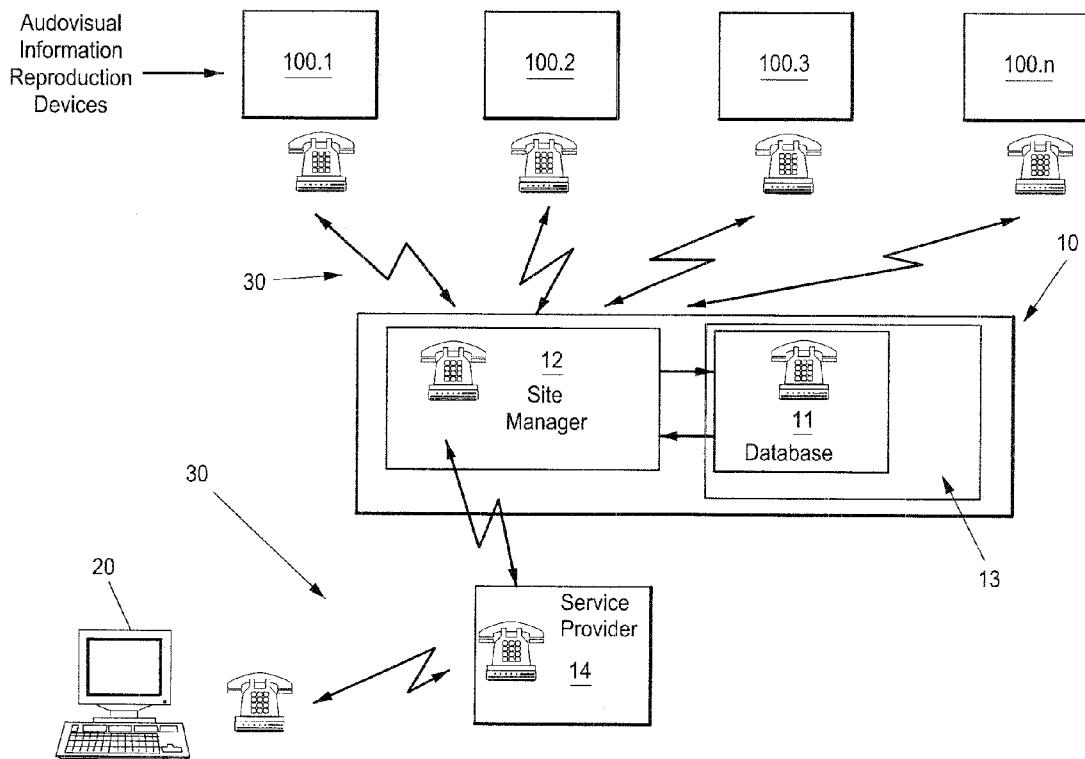 Audovisual
Information
Reproduction
Devices
100.1
100.2
100.3
100.n
30
10
12
Site
Manager
11
Database
30
13
20
Service
Provider
14